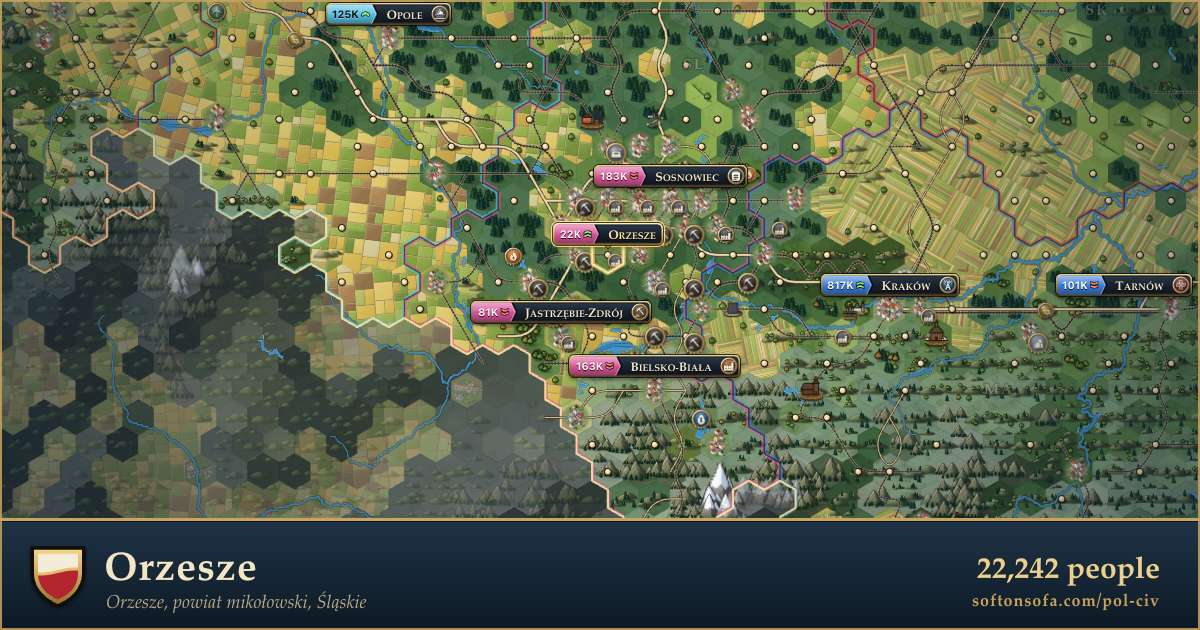 125K OPOLE
183K SOSNOWIEC
22K ORZESZE
817K KRAKÓW
101K TARNÓW
81K JASTRZĘBIE-ZDRÓJ
163K BIELSKO-BIAŁA
Orzesze
Orzesze, powiat mikołowski, Śląskie
22,242 people
softonsofa.com/pol-civ